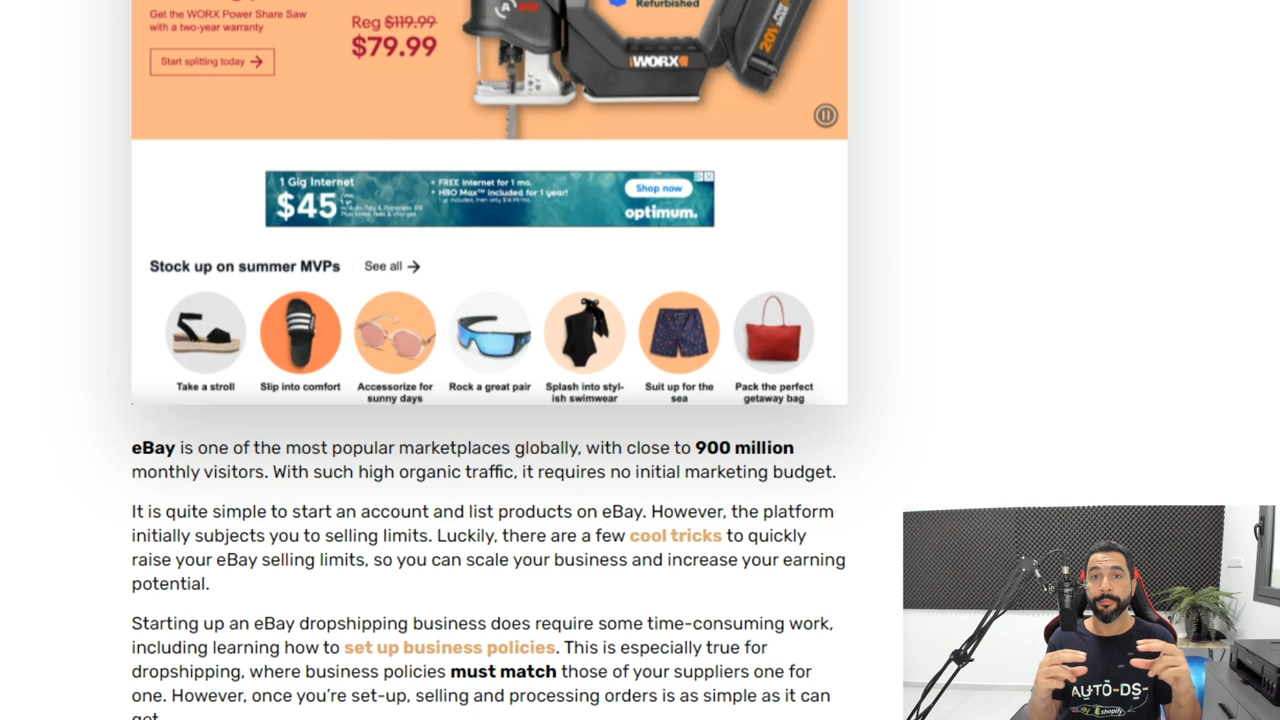 Get the WORX Power Share Saw
with a two-year warranty
Start splitting today
Reg $119.99
$79.99
Refurbished
WORX
20V
1 Gig Internet
$45
+ FREE Internet for 1 mo.
+ HBO Max™ Included for 1 year!
Shop now
optimum.
Stock up on summer MVPs
See all
Take a stroll
Slip into comfort
Accessorize for
sunny days
Rock a great pair
Splash into styl-
ish swimwear
Suit up for the
sea
Pack the perfect
getaway bag
eBay is one of the most popular marketplaces globally, with close to 900 million
monthly visitors. With such high organic traffic, it requires no initial marketing budget.
It is quite simple to start an account and list products on eBay. However, the platform
initially subjects you to selling limits. Luckily, there are a few cool tricks to quickly
raise your eBay selling limits, so you can scale your business and increase your earning
potential.
Starting up an eBay dropshipping business does require some time-consuming work,
including learning how to set up business policies. This is especially true for
dropshipping, where business policies must match those of your suppliers one for
one. However, once you're set-up, selling and processing orders is as simple as it can
get.
AUTO-DS-
shopify